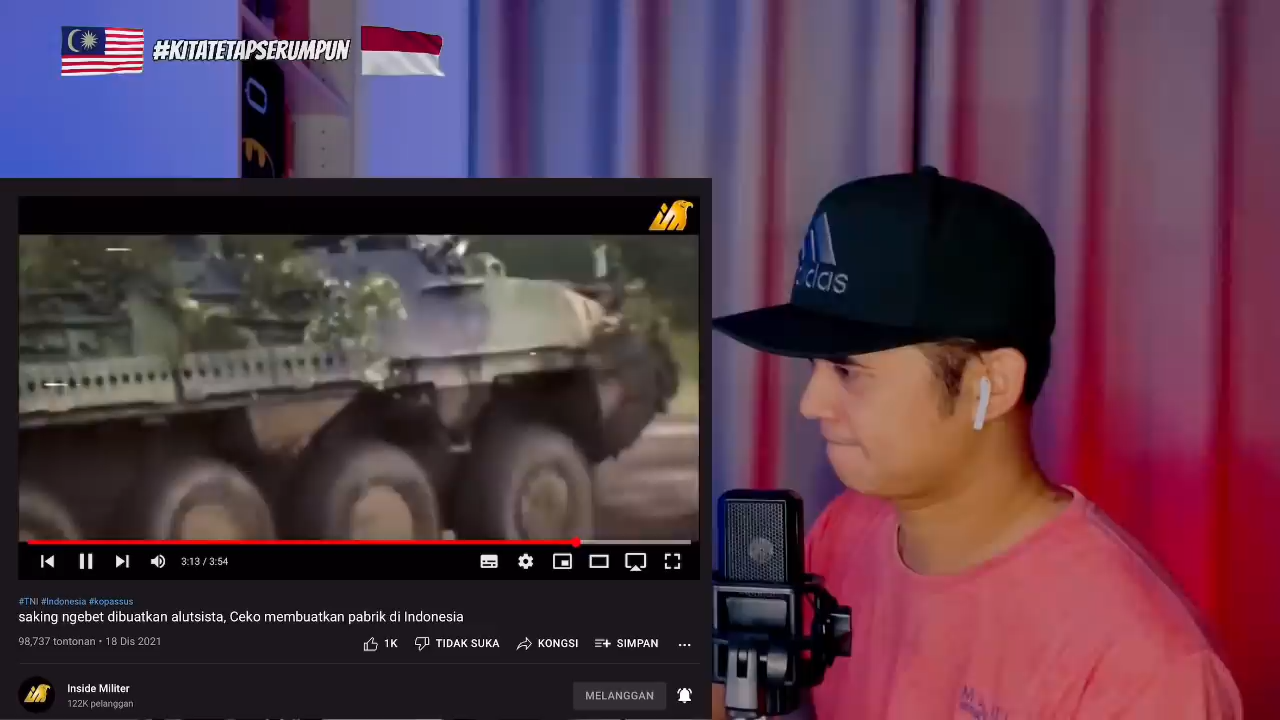 #KITATETAPSERUMPUN
adidas
3:13 / 3:54
#TNI #Indonesia #kopassus
saking ngebet dibuatkan alutsista, Ceko membuatkan pabrik di Indonesia
98,737 tontonan • 18 Dis 2021
1K
TIDAK SUKA
KONGSI
SIMPAN
Inside Militer
122K pelanggan
MELANGGAN